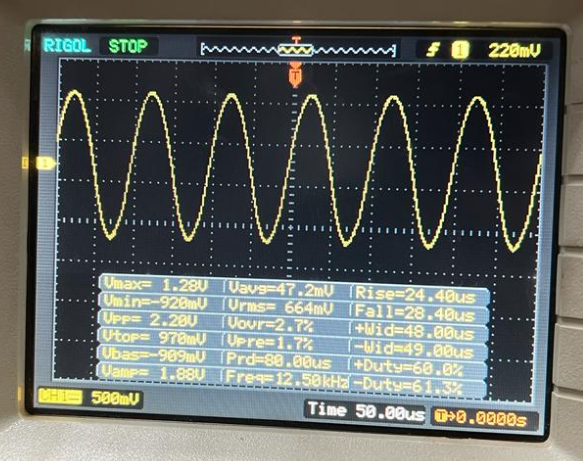 RIGOL STOP T 1 220mV
T
1
Vmax= 1.28V Vavg=47.2mV Rise=24.40us
Vmin=-920mV Vrms= 664mV Fall=28.40us
Vpp= 2.20V Vovr=2.7% +Wid=48.00us
Vtop= 970mV Vpre=1.7% -Wid=49.00us
Vbas=-909mV Prd=80.00us +Duty=60.0%
Vamp= 1.88V Freq=12.50kHz -Duty=61.3%
CH1 500mV Time 50.00us T→0.0000s